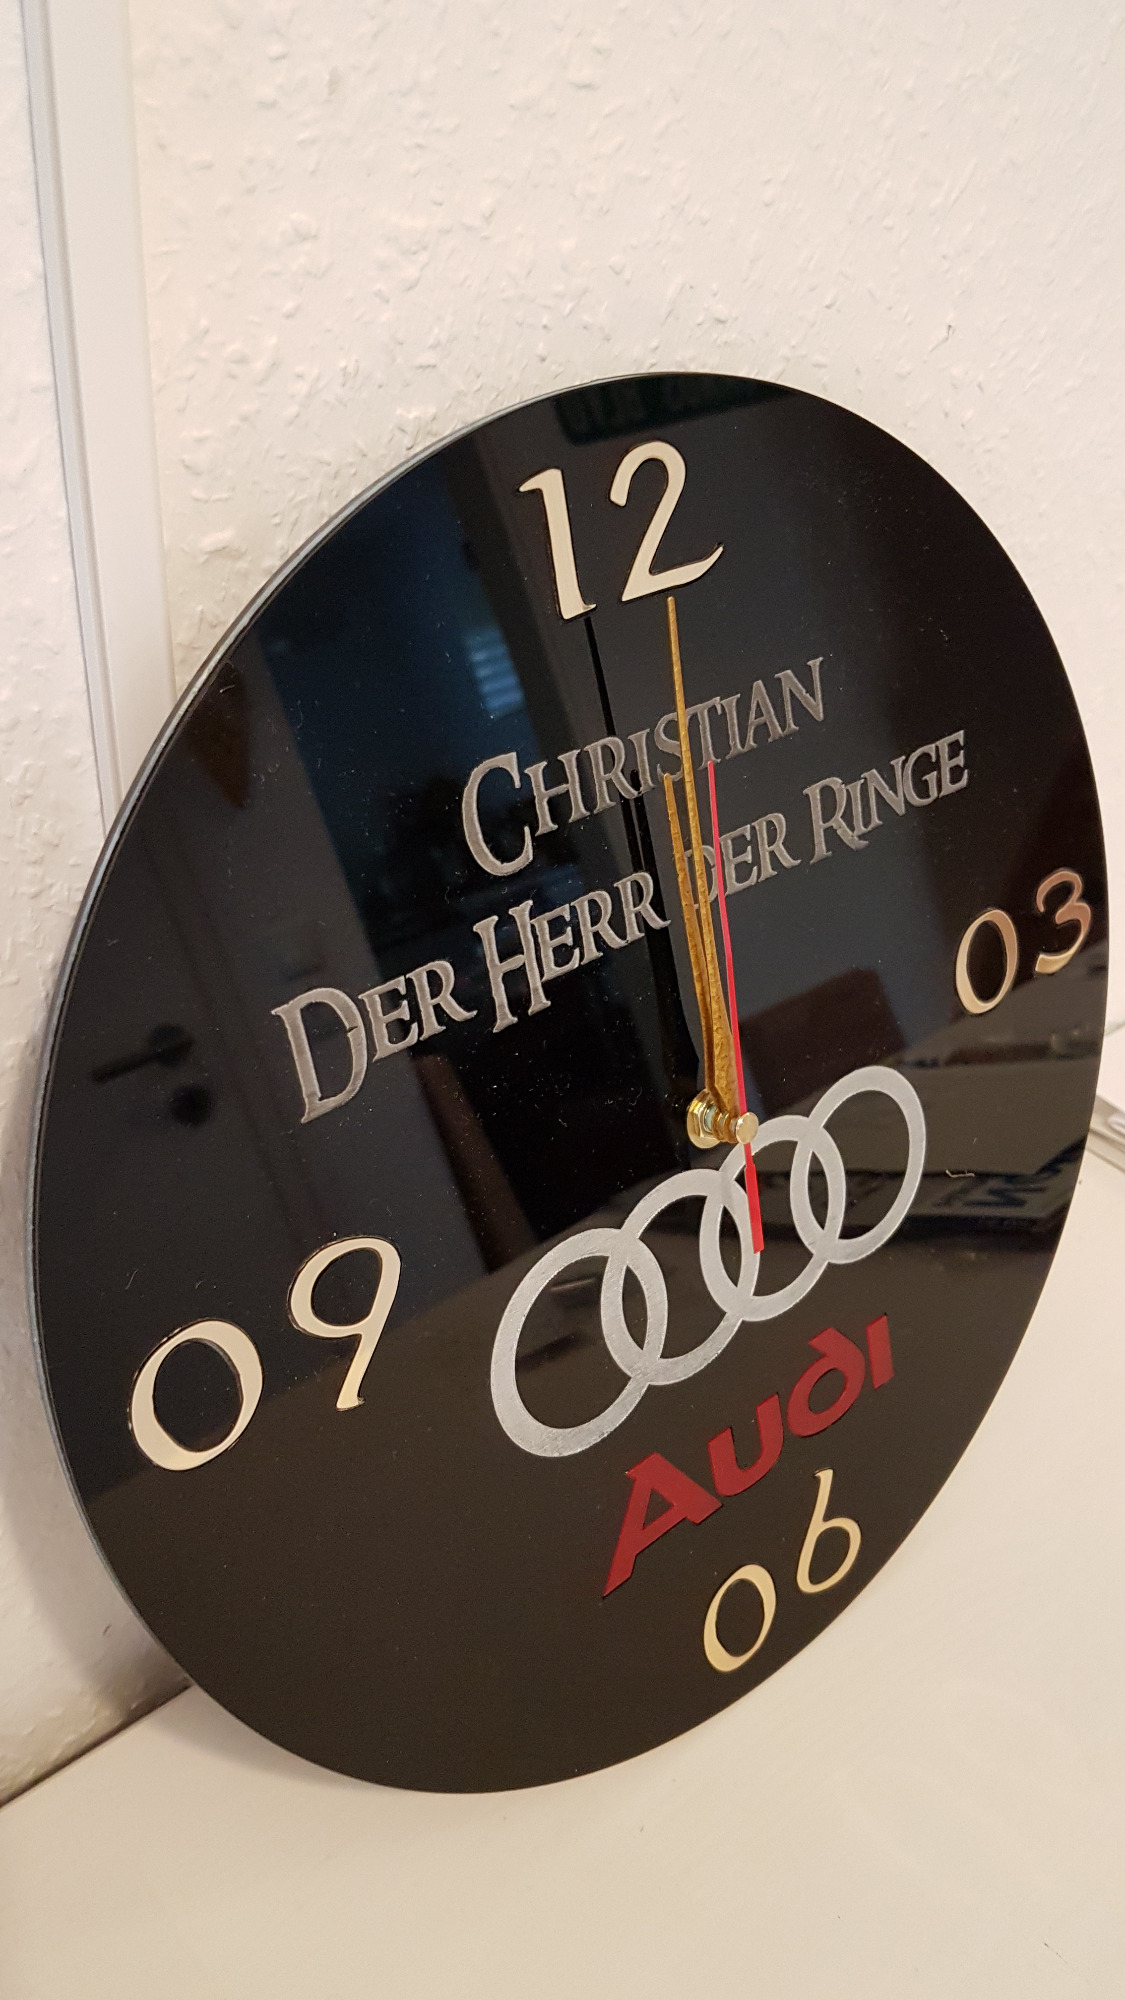 12
CHRISTIAN
DER HERR DER RINGE
03
09
Audi
06